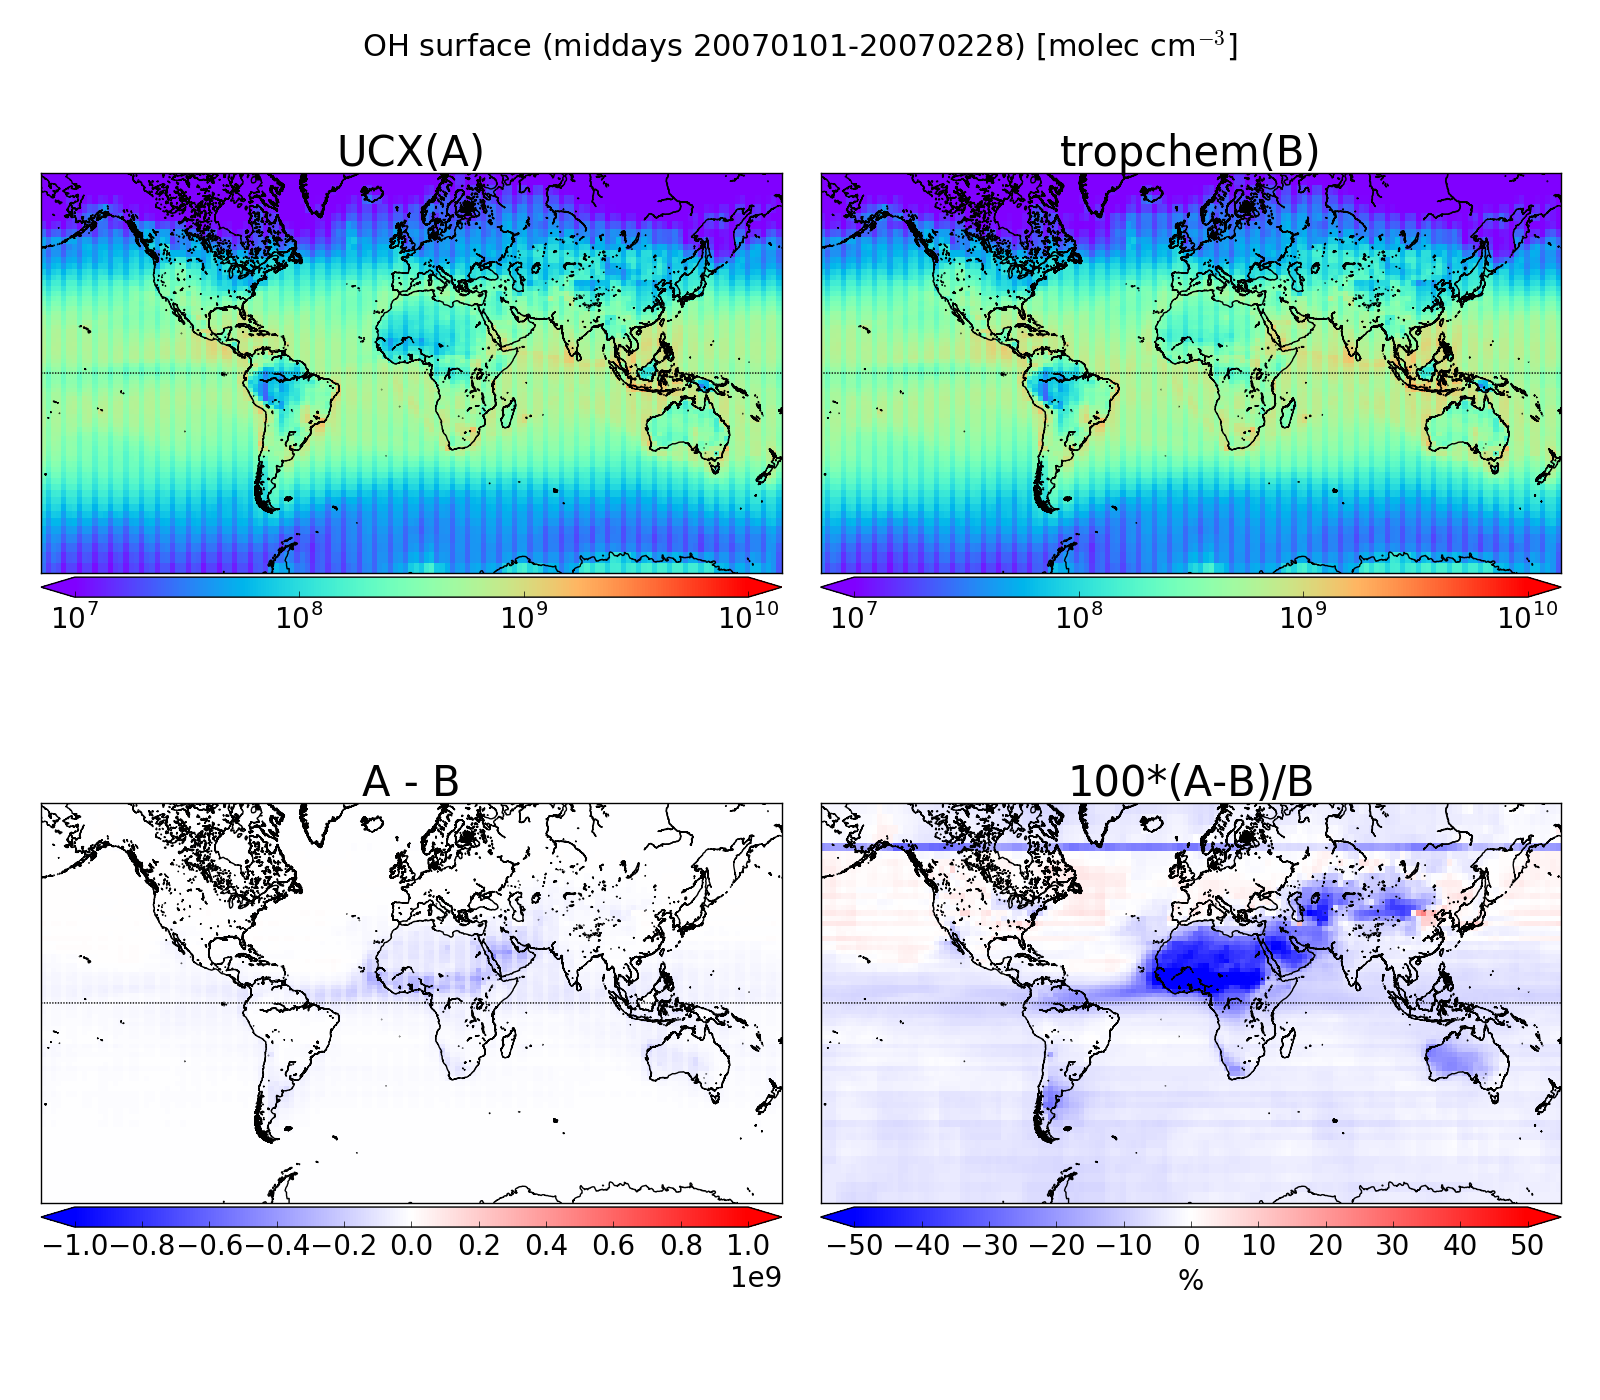 OH surface (middays 20070101-20070228) [molec cm⁻³]
UCX(A)
tropchem(B)
10⁷ 10⁸ 10⁹ 10¹⁰
10⁷ 10⁸ 10⁹ 10¹⁰
A - B
100*(A-B)/B
−1.0 −0.8 −0.6 −0.4 −0.2 0.0 0.2 0.4 0.6 0.8 1.0
1e9
−50 −40 −30 −20 −10 0 10 20 30 40 50
%